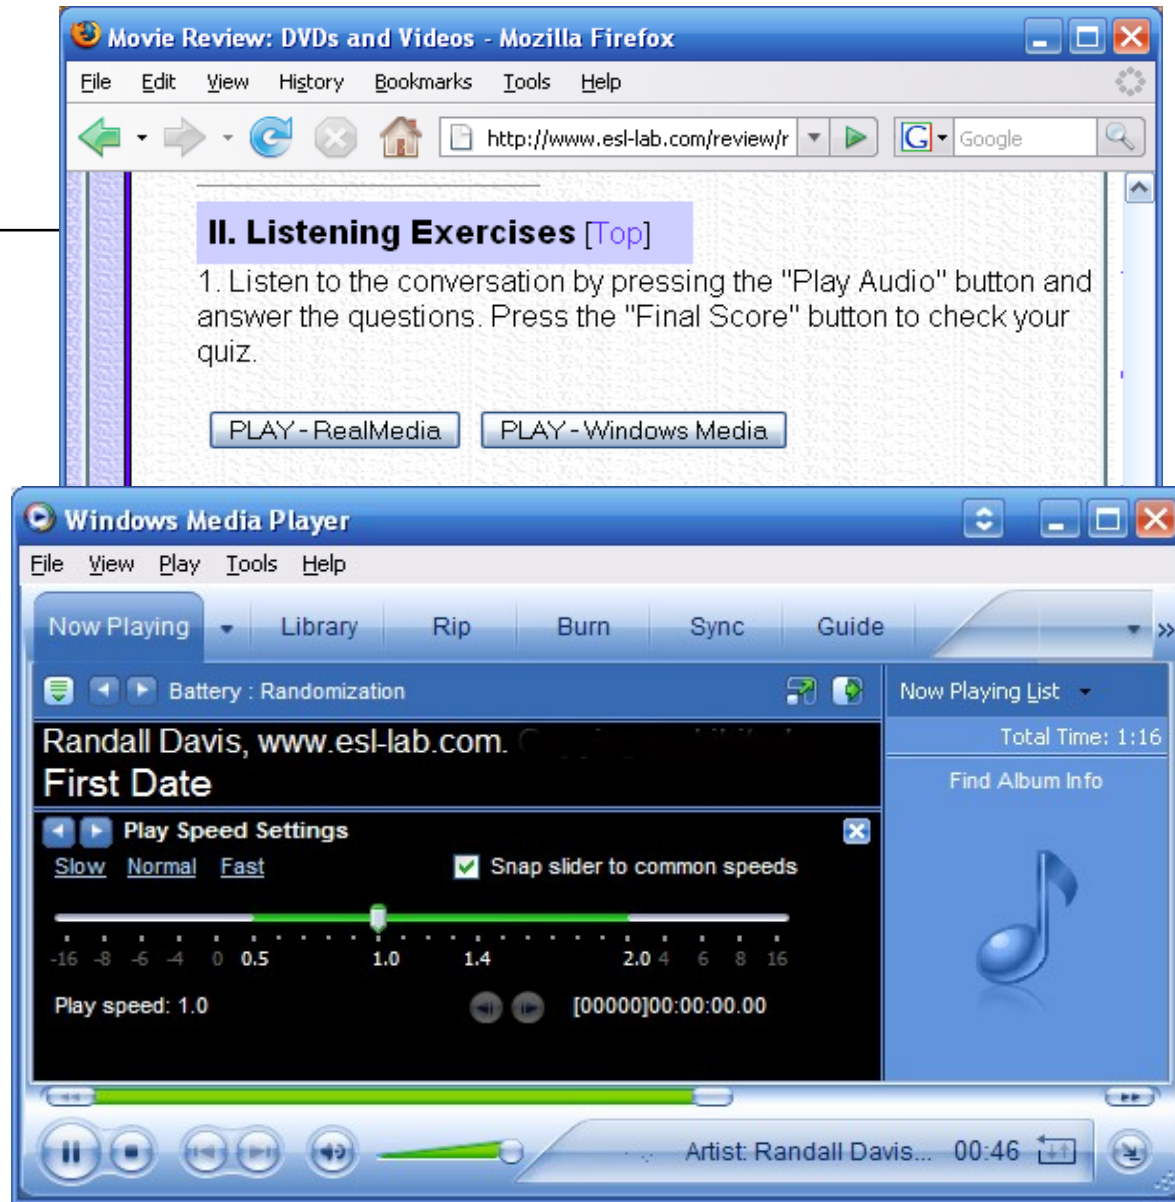 Movie Review: DVDs and Videos - Mozilla Firefox
File Edit View History Bookmarks Tools Help
http://www.esl-lab.com/review/r G Google
II. Listening Exercises [Top]
1. Listen to the conversation by pressing the "Play Audio" button and
answer the questions. Press the "Final Score" button to check your
quiz.
PLAY - RealMedia PLAY - Windows Media
Windows Media Player
File View Play Tools Help
Now Playing Library Rip Burn Sync Guide
Battery : Randomization
Now Playing List
Randall Davis, www.esl-lab.com.
Total Time: 1:16
First Date
Find Album Info
Play Speed Settings
Slow Normal Fast Snap slider to common speeds
-16 -8 -6 -4 0 0.5 1.0 1.4 2.0 4 6 8 16
Play speed: 1.0 [00000]00:00:00.00
Artist: Randall Davis... 00:46